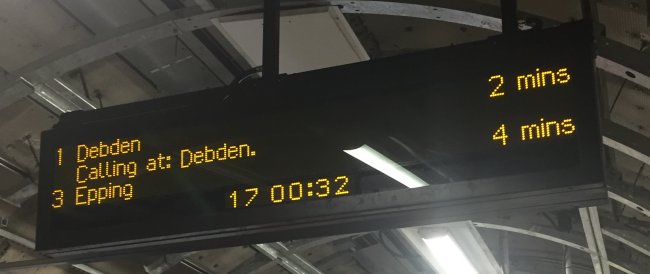 1 Debden 2 mins
Calling at: Debden.
3 Epping 4 mins
17 00:32